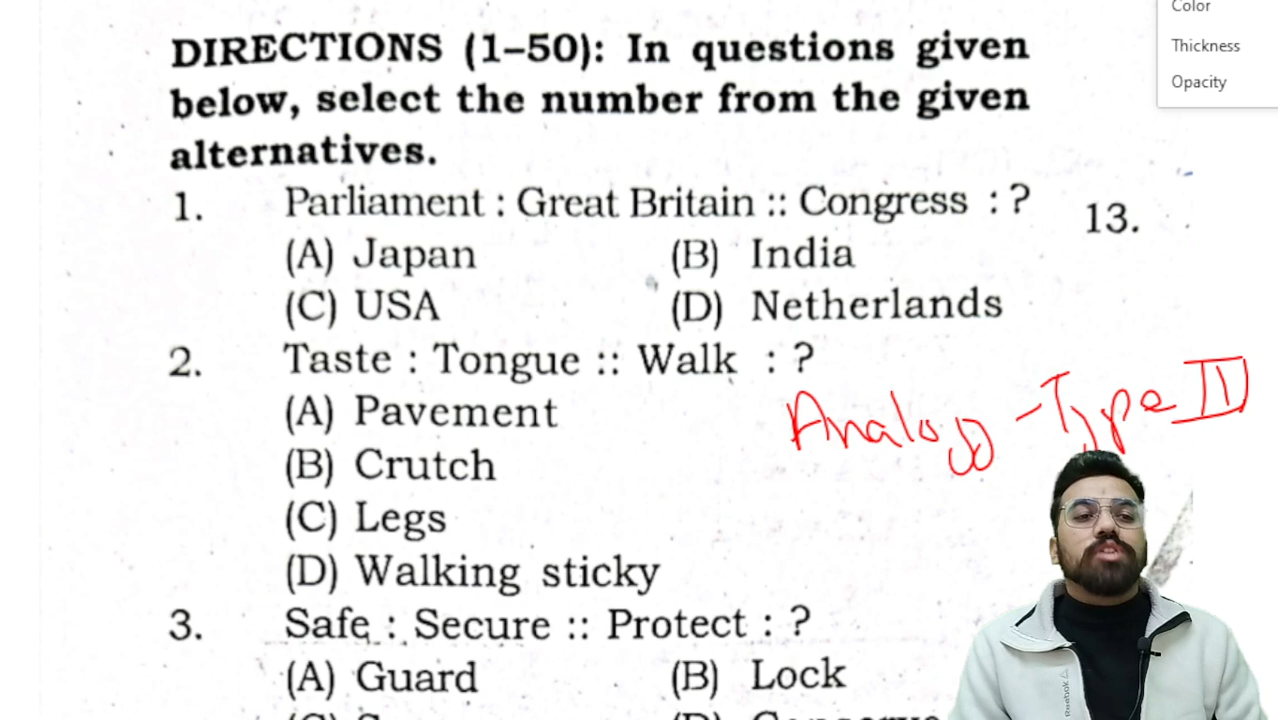 Color
Thickness
Opacity
DIRECTIONS (1–50): In questions given
below, select the number from the given
alternatives.
1. Parliament : Great Britain :: Congress : ?
(A) Japan (B) India
(C) USA (D) Netherlands
13.
2. Taste : Tongue :: Walk : ?
(A) Pavement
(B) Crutch
(C) Legs
(D) Walking sticky
Analogy - Type II
3. Safe : Secure :: Protect : ?
(A) Guard (B) Lock
Reebok